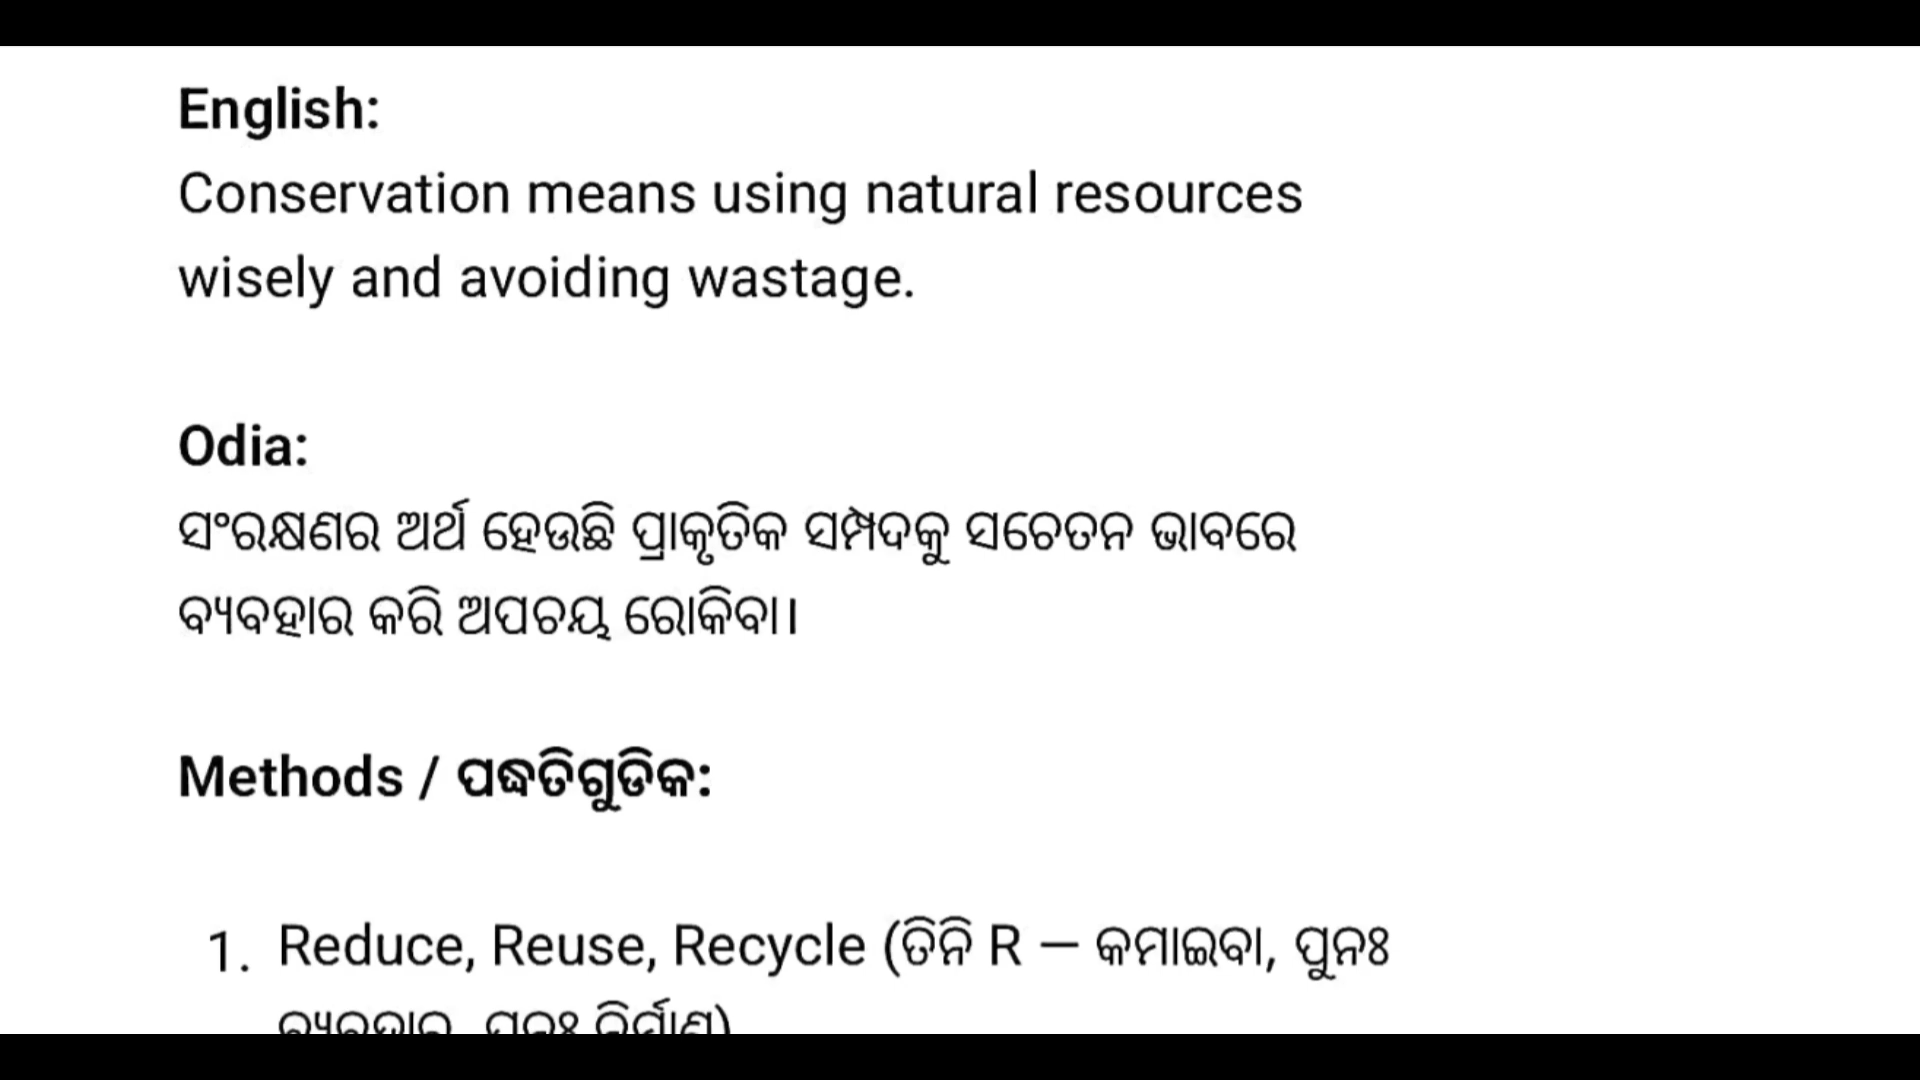 English:
Conservation means using natural resources
wisely and avoiding wastage.
Odia:
ସଂରକ୍ଷଣର ଅର୍ଥ ହେଉଛି ପ୍ରାକୃତିକ ସମ୍ପଦକୁ ସଚେତନ ଭାବରେ
ବ୍ୟବହାର କରି ଅପଚୟ ରୋକିବା।
Methods / ପଦ୍ଧତିଗୁଡିକ:
1. Reduce, Reuse, Recycle (ତିନି R — କମାଇବା, ପୁନଃ
ବ୍ୟବହାର, ପୁନଃ ନିର୍ମାଣ)